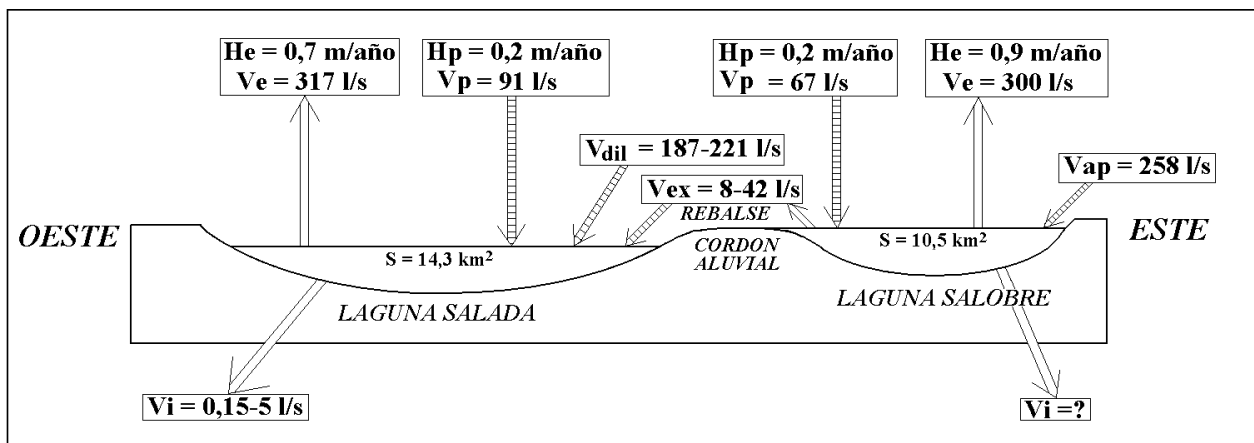 He = 0,7 m/año
Ve = 317 l/s
Hp = 0,2 m/año
Vp = 91 l/s
Hp = 0,2 m/año
Vp = 67 l/s
He = 0,9 m/año
Ve = 300 l/s
Vdil = 187-221 l/s
Vap = 258 l/s
Vex = 8-42 l/s
REBALSE
OESTE
ESTE
S = 14,3 km²
CORDON
ALUVIAL
S = 10,5 km²
LAGUNA SALADA
LAGUNA SALOBRE
Vi = 0,15-5 l/s
Vi =?